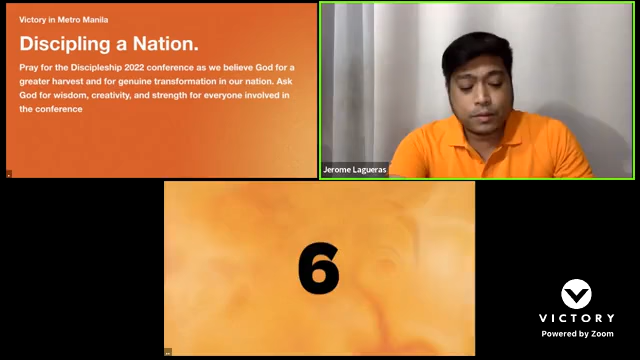 Victory in Metro Manila
Discipling a Nation.
Pray for the Discipleship 2022 conference as we believe God for a
greater harvest and for genuine transformation in our nation. Ask
God for wisdom, creativity, and strength for everyone involved in
the conference
Jerome Lagueras
6
VICTORY
Powered by Zoom